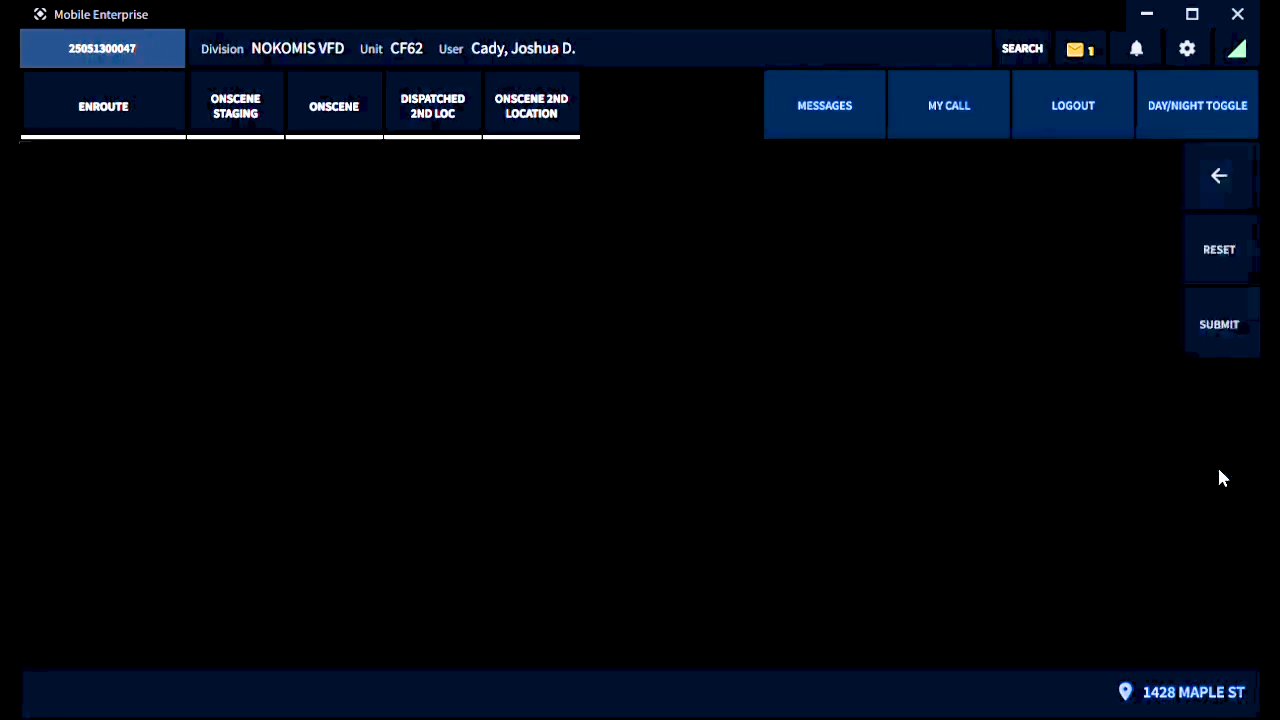 Mobile Enterprise
25051300047
Division NOKOMIS VFD Unit CF62 User Cady, Joshua D.
SEARCH
1
ENROUTE
ONSCENE
STAGING
ONSCENE
DISPATCHED
2ND LOC
ONSCENE 2ND
LOCATION
MESSAGES
MY CALL
LOGOUT
DAY/NIGHT TOGGLE
RESET
SUBMIT
1428 MAPLE ST